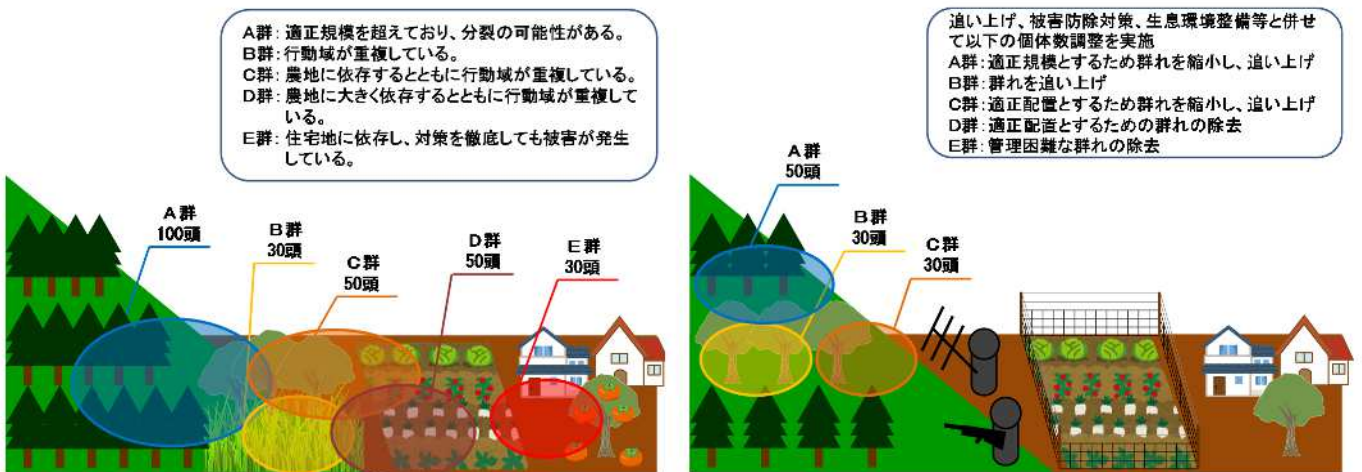 A群：適正規模を超えており、分裂の可能性がある。
B群：行動域が重複している。
C群：農地に依存するとともに行動域が重複している。
D群：農地に大きく依存するとともに行動域が重複して
いる。
E群：住宅地に依存し、対策を徹底しても被害が発生
している。
A群
100頭
B群
30頭
C群
50頭
D群
50頭
E群
30頭
追い上げ、被害防除対策、生息環境整備等と併せ
て以下の個体数調整を実施
A群：適正規模とするため群れを縮小し、追い上げ
B群：群れを追い上げ
C群：適正配置とするため群れを縮小し、追い上げ
D群：適正配置とするための群れの除去
E群：管理困難な群れの除去
A群
50頭
B群
30頭
C群
30頭